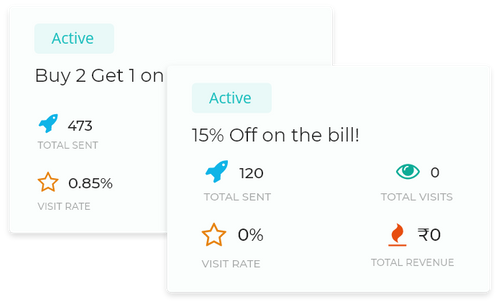 Active
Buy 2 Get 1 on
473
TOTAL SENT
0.85%
VISIT RATE
Active
15% Off on the bill!
120
TOTAL SENT
0
TOTAL VISITS
0%
VISIT RATE
₹0
TOTAL REVENUE